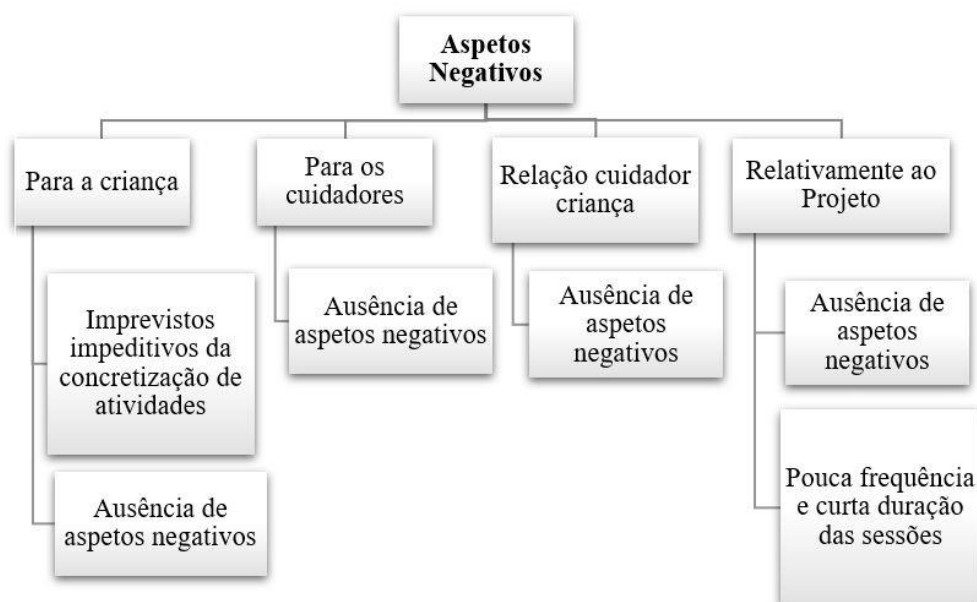 Aspetos
Negativos
Para a criança
Imprevistos
impeditivos da
concretização de
atividades
Ausência de
aspetos negativos
Para os
cuidadores
Ausência de
aspetos negativos
Relação cuidador
criança
Ausência de
aspetos
negativos
Relativamente ao
Projeto
Ausência de
aspetos
negativos
Pouca frequência
e curta duração
das sessões